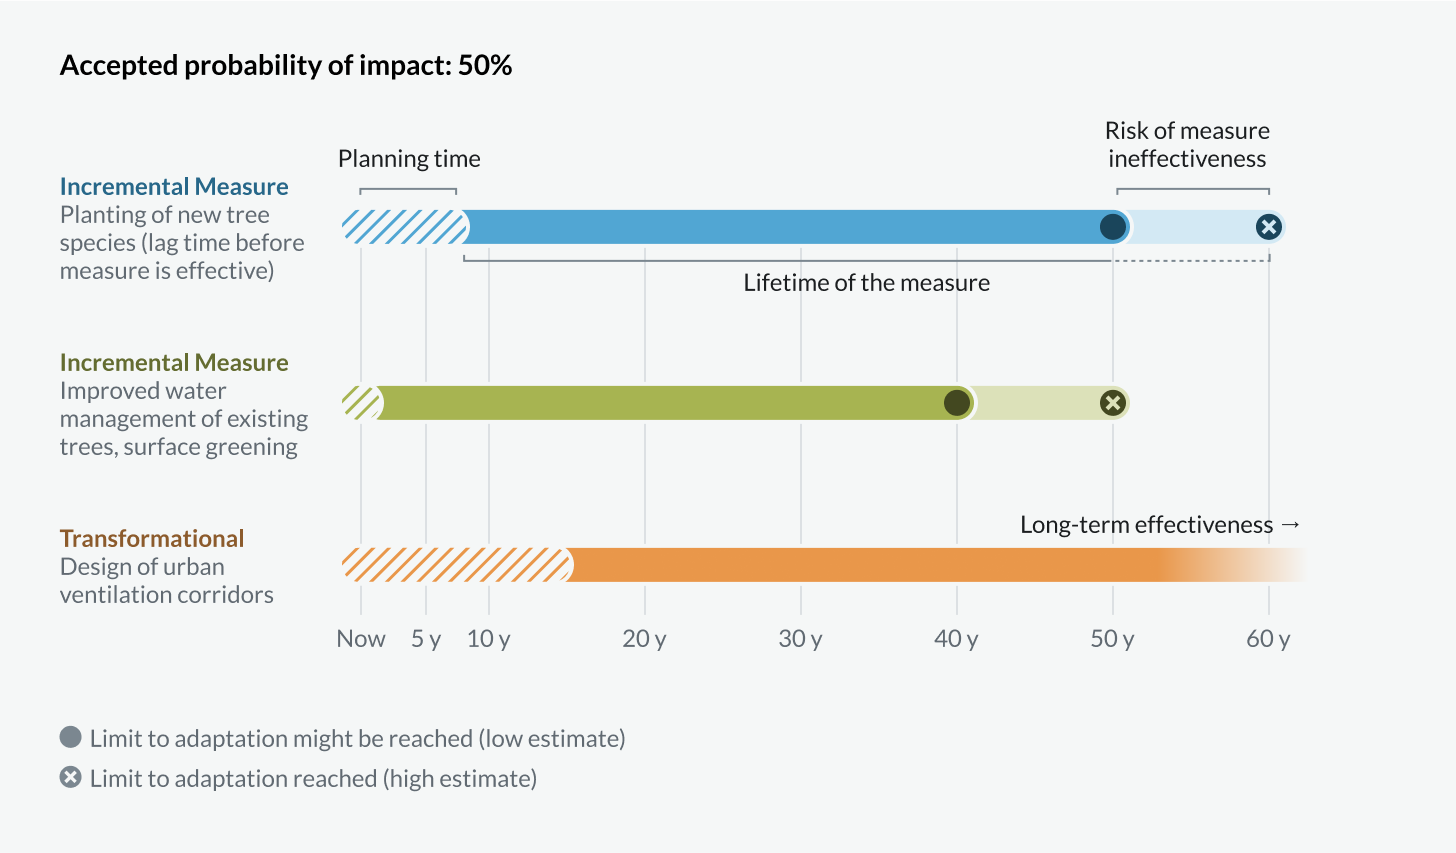 Accepted probability of impact: 50%
Risk of measure
ineffectiveness
Planning time
Incremental Measure
Planting of new tree
species (lag time before
measure is effective)
Lifetime of the measure
Incremental Measure
Improved water
management of existing
trees, surface greening
Long-term effectiveness →
Transformational
Design of urban
ventilation corridors
Now 5 y 10 y 20 y 30 y 40 y 50 y 60 y
Limit to adaptation might be reached (low estimate)
Limit to adaptation reached (high estimate)